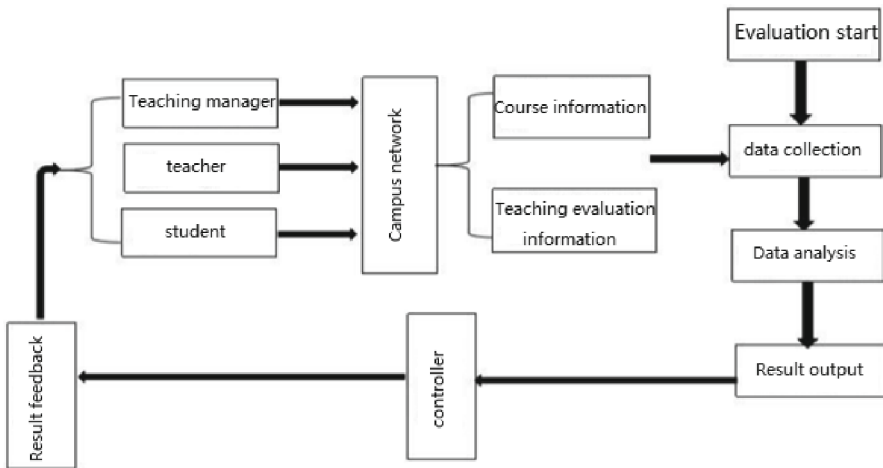 Evaluation start
Teaching manager
teacher
student
Campus network
Course information
Teaching evaluation
information
data collection
Data analysis
Result output
controller
Result feedback